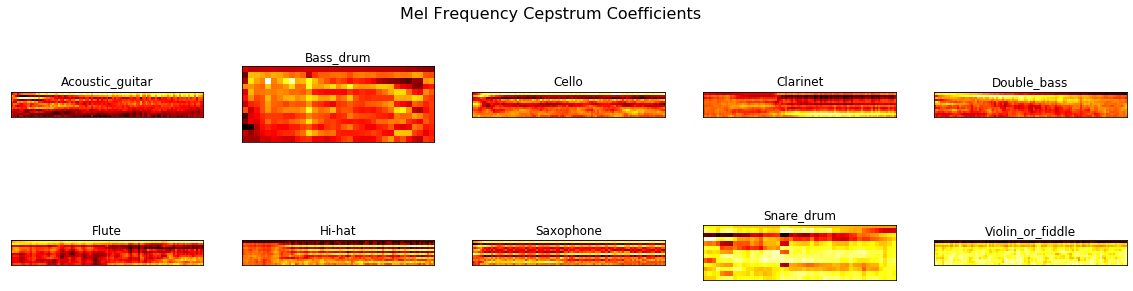 Mel Frequency Cepstrum Coefficients
Acoustic_guitar
Bass_drum
Cello
Clarinet
Double_bass
Flute
Hi-hat
Saxophone
Snare_drum
Violin_or_fiddle